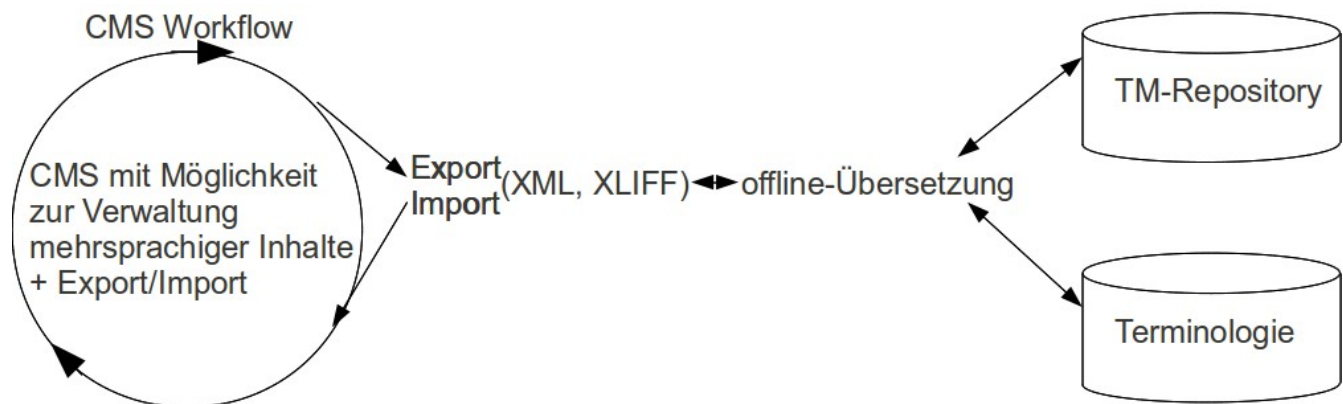 CMS Workflow
CMS mit Möglichkeit
zur Verwaltung
mehrsprachiger Inhalte
+ Export/Import
Export
Import
(XML, XLIFF)
offline-Übersetzung
TM-Repository
Terminologie